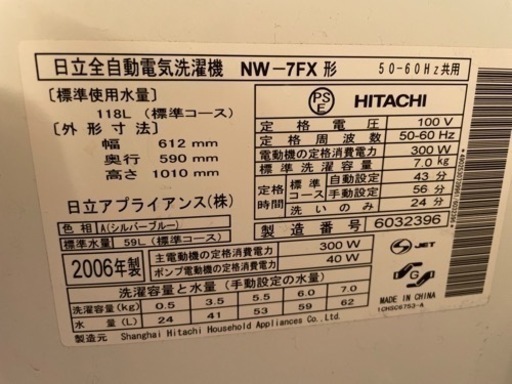 日立全自動電気洗濯機 NW-7FX 形 50-60Hz共用
〔標準使用水量〕
118L（標準コース）
〔外形寸法〕
幅 612 mm
奥行 590 mm
高さ 1010 mm
日立アプライアンス(株)
色相 A(シルバーブルー)
標準水量 59L（標準コース）
PSE HITACHI
定格電圧 100 V
定格周波数 50-60 Hz
電動機の定格消費電力 300 W
標準洗濯容量 7.0 kg
定格時間 標準コース 自動設定 43 分
手動設定 56 分
洗いのみ 24 分
製造番号 6032396
2006年製
主電動機の定格消費電力 300 W
ポンプ電動機の定格消費電力 40 W
S JET
G
洗濯容量と水量（手動設定の水量）
洗濯容量(kg) 0.5 3.5 5.5 6.0 7.0
水量(L) 24 41 53 59 62
製造元 Shanghai Hitachi Household Appliances Co., Ltd.
MADE IN CHINA
1CHSC6753-A